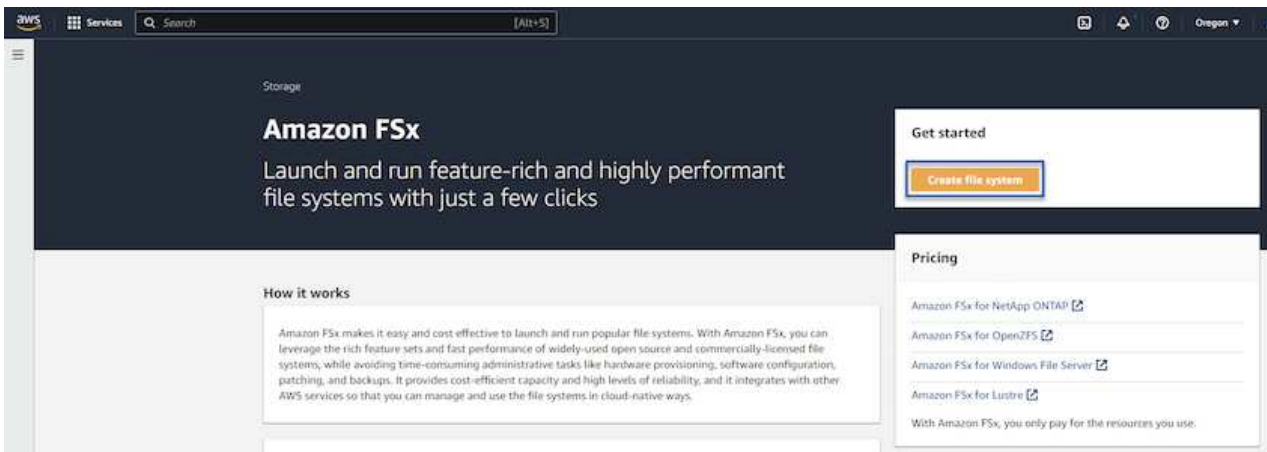 aws
Services
Search
[Alt+S]
Oregon
Storage
Amazon FSx
Launch and run feature-rich and highly performant
file systems with just a few clicks
Get started
Create file system
Pricing
Amazon FSx for NetApp ONTAP
Amazon FSx for OpenZFS
Amazon FSx for Windows File Server
Amazon FSx for Lustre
With Amazon FSx, you only pay for the resources you use.
How it works
Amazon FSx makes it easy and cost effective to launch and run popular file systems. With Amazon FSx, you can
leverage the rich feature sets and fast performance of widely-used open source and commercially-licensed file
systems, while avoiding time-consuming administrative tasks like hardware provisioning, software configuration,
patching, and backups. It provides cost-efficient capacity and high levels of reliability, and it integrates with other
AWS services so that you can manage and use the file systems in cloud-native ways.